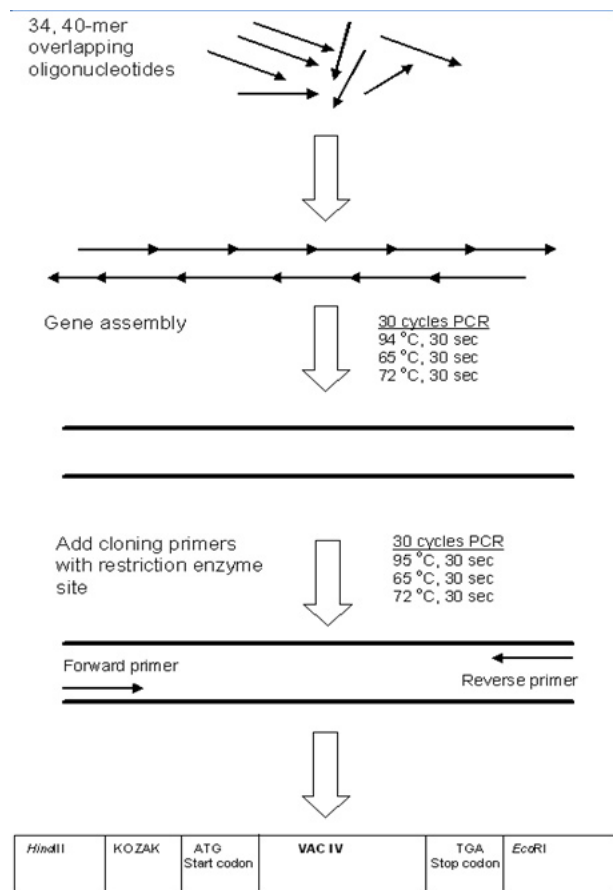 34, 40-mer
overlapping
oligonucleotides
Gene assembly
30 cycles PCR
94 °C, 30 sec
65 °C, 30 sec
72 °C, 30 sec
Add cloning primers
with restriction enzyme
site
30 cycles PCR
95 °C, 30 sec
65 °C, 30 sec
72 °C, 30 sec
Forward primer
Reverse primer
HindIII KOZAK ATG VAC IV TGA EcoRI
Start codon Stop codon